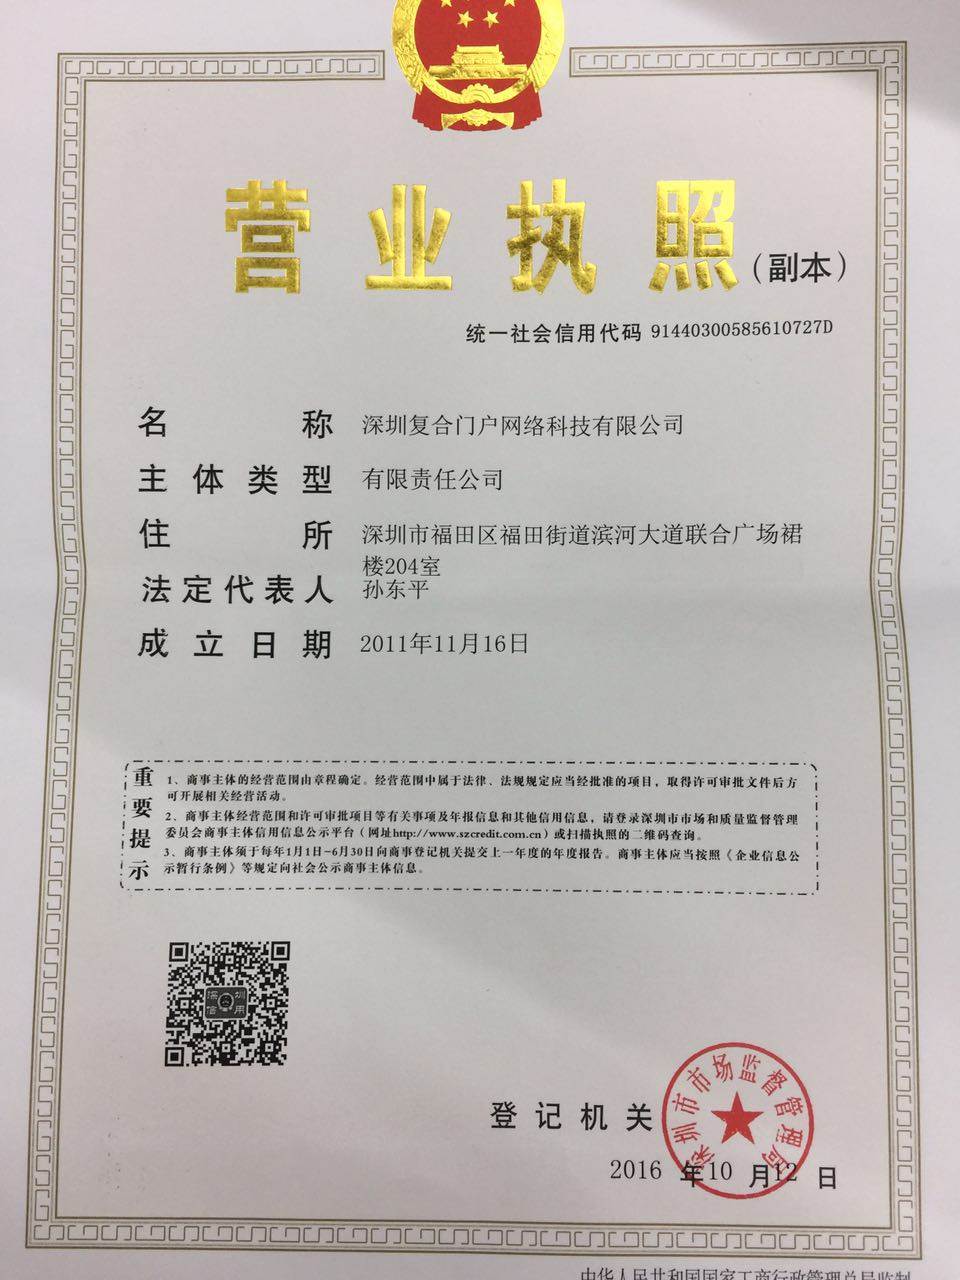 营业执照(副本)
统一社会信用代码 91440300585610727D
名称 深圳复合门户网络科技有限公司
主体类型 有限责任公司
住所 深圳市福田区福田街道滨河大道联合广场裙
楼204室
法定代表人 孙东平
成立日期 2011年11月16日
重要提示
1、商事主体的经营范围由章程确定。经营范围中属于法律、法规规定应当经批准的项目，取得许可审批文件后方
可开展相关经营活动。
2、商事主体经营范围和许可审批项目等有关事项及年报信息和其他信用信息，请登录深圳市市场和质量监督管理
委员会商事主体信用信息公示平台（网址http://www.szcredit.com.cn）或扫描执照的二维码查询。
3、商事主体须于每年1月1日-6月30日向商事登记机关提交上一年度的年度报告。商事主体应当按照《企业信息公
示暂行条例》等规定向社会公示商事主体信息。
深圳
信用
登记机关
深圳市市场监督管理局
2016 年10 月12 日
中华人民共和国国家工商行政管理总局监制